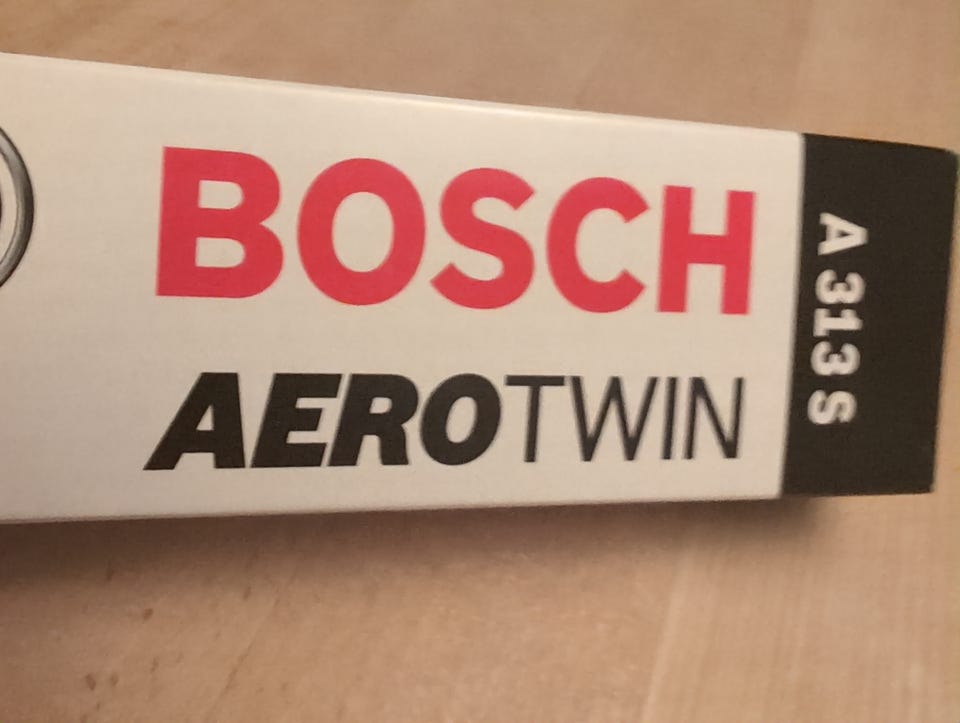 BOSCH
AEROTWIN
A 313 S